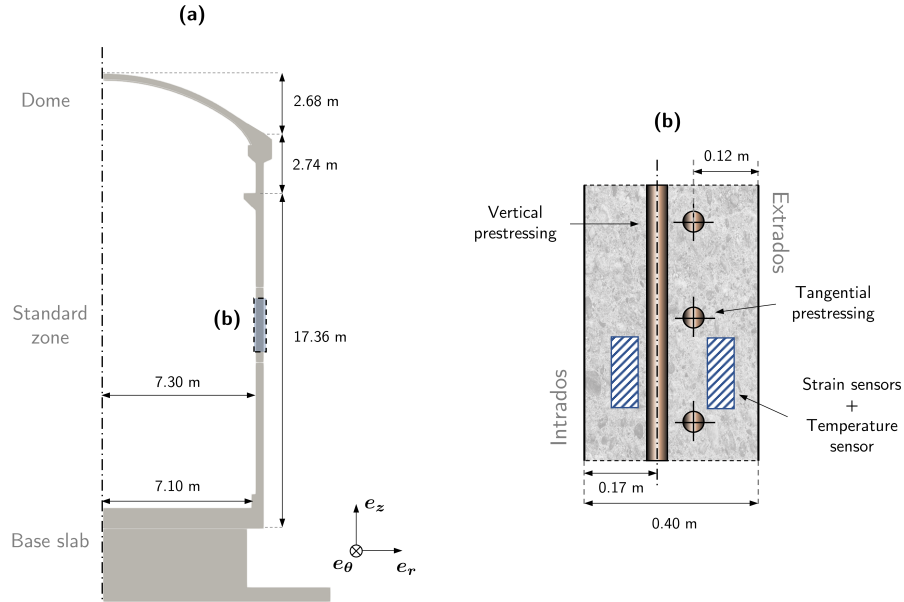 (a)
Dome
2.68 m
2.74 m
Standard
zone
(b)
17.36 m
7.30 m
7.10 m
Base slab
e_z
e_θ
e_r
(b)
0.12 m
Vertical
prestressing
Extrados
Tangential
prestressing
Intrados
Strain sensors
+
Temperature
sensor
0.17 m
0.40 m